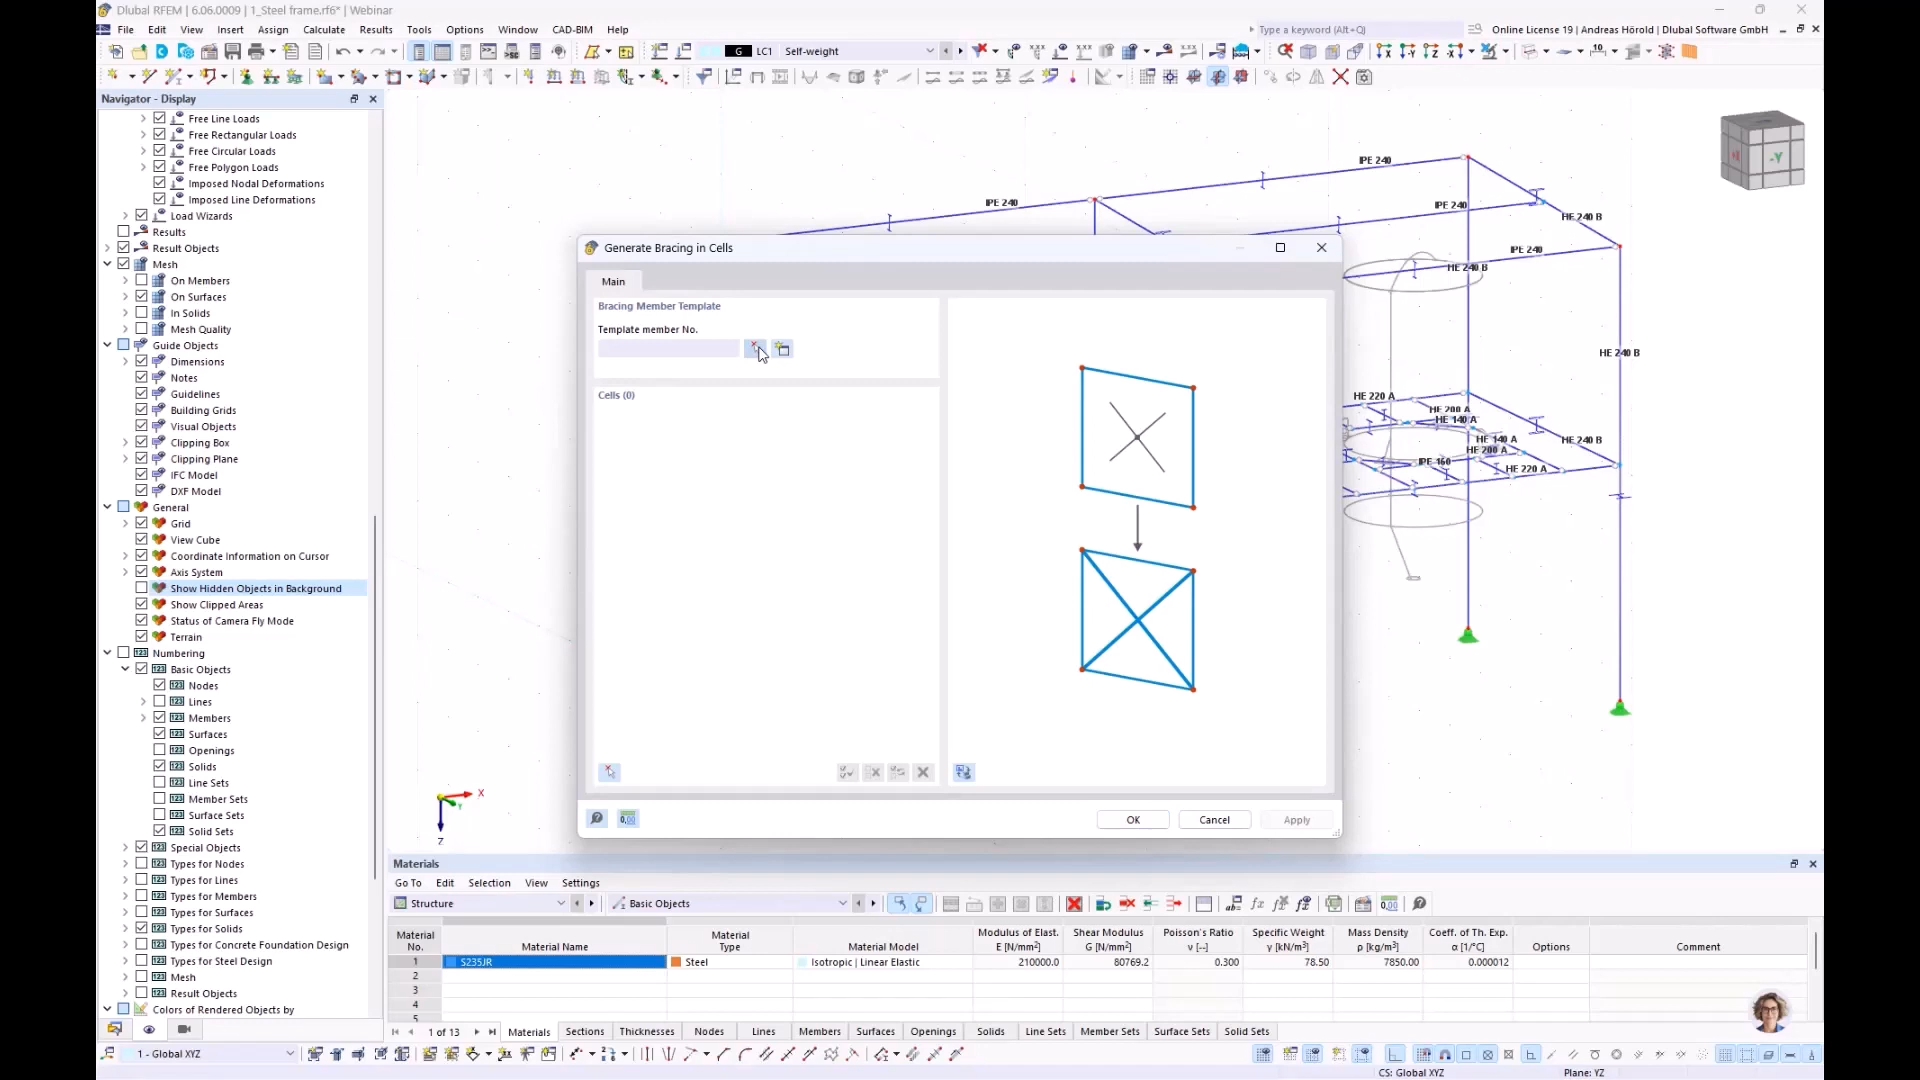 Dlubal RFEM | 6.06.0009 | 1_Steel frame.rf6* | Webinar
File Edit View Insert Assign Calculate Results Tools Options Window CAD-BIM Help
Type a keyword (Alt+Q)
Online License 19 | Andreas Hörold | Dlubal Software GmbH
G LC1 Self-weight
Navigator - Display
Free Line Loads
Free Rectangular Loads
Free Circular Loads
Free Polygon Loads
Imposed Nodal Deformations
Imposed Line Deformations
Load Wizards
Results
Result Objects
Mesh
On Members
On Surfaces
In Solids
Mesh Quality
Guide Objects
Dimensions
Notes
Guidelines
Building Grids
Visual Objects
Clipping Box
Clipping Plane
IFC Model
DXF Model
General
Grid
View Cube
Coordinate Information on Cursor
Axis System
Show Hidden Objects in Background
Show Clipped Areas
Status of Camera Fly Mode
Terrain
Numbering
Basic Objects
Nodes
Lines
Members
Surfaces
Openings
Solids
Line Sets
Member Sets
Surface Sets
Solid Sets
Special Objects
Types for Nodes
Types for Lines
Types for Members
Types for Surfaces
Types for Solids
Types for Concrete Foundation Design
Types for Steel Design
Mesh
Result Objects
Colors of Rendered Objects by
1 - Global XYZ
IPE 240
IPE 240
IPE 240
HE 240 B
IPE 240
HE 240 B
HE 240 B
HE 220 A
HE 200 A
HE 140 A
HE 140 A
HE 240 B
HE 200 A
IPE 160
HE 220 A
-Y
X
Y
Z
Generate Bracing in Cells
Main
Bracing Member Template
Template member No.
Cells (0)
OK Cancel Apply
Materials
Go To Edit Selection View Settings
Structure Basic Objects
Material No. Material Name Material Type Material Model Modulus of Elast. E [N/mm²] Shear Modulus G [N/mm²] Poisson's Ratio ν [--] Specific Weight γ [kN/m³] Mass Density ρ [kg/m³] Coeff. of Th. Exp. α [1/°C] Options Comment
1 S235JR Steel Isotropic | Linear Elastic 210000.0 80769.2 0.300 78.50 7850.00 0.000012
2
3
4
5
1 of 13 Materials Sections Thicknesses Nodes Lines Members Surfaces Openings Solids Line Sets Member Sets Surface Sets Solid Sets
CS: Global XYZ Plane: YZ